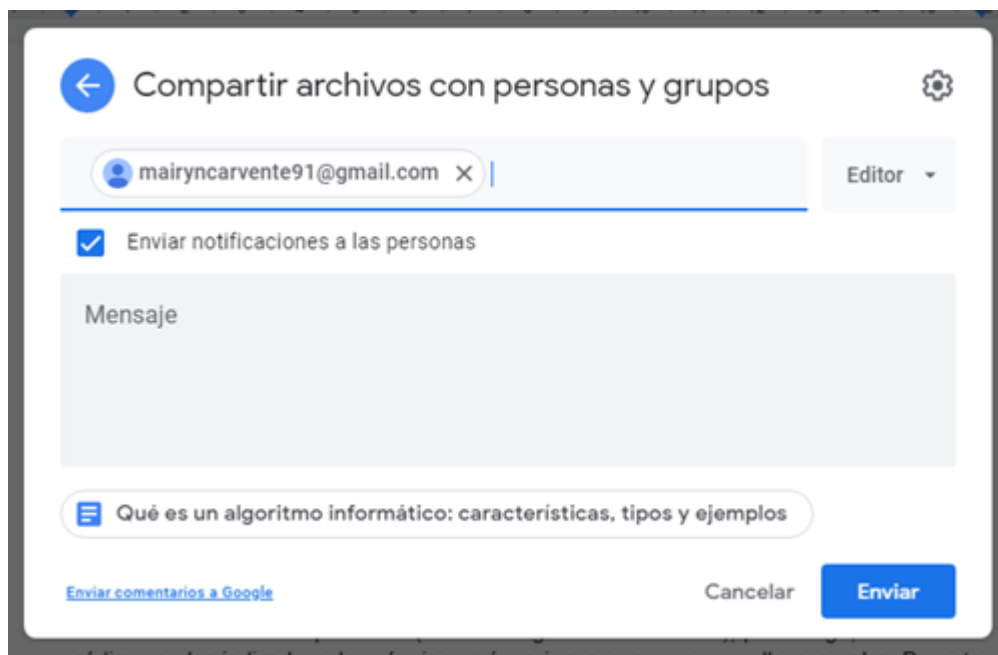 Compartir archivos con personas y grupos
mairyncarvente91@gmail.com
Editor
Enviar notificaciones a las personas
Mensaje
Qué es un algoritmo informático: características, tipos y ejemplos
Enviar comentarios a Google
Cancelar
Enviar